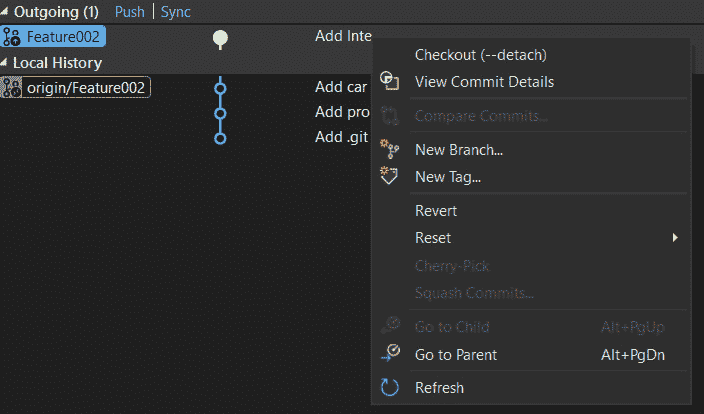 Outgoing (1) Push | Sync
Feature002 Add Inte
Local History
origin/Feature002 Add car
Add pro
Add .git
Checkout (--detach)
View Commit Details
Compare Commits...
New Branch...
New Tag...
Revert
Reset
Cherry-Pick
Squash Commits...
Go to Child Alt+PgUp
Go to Parent Alt+PgDn
Refresh